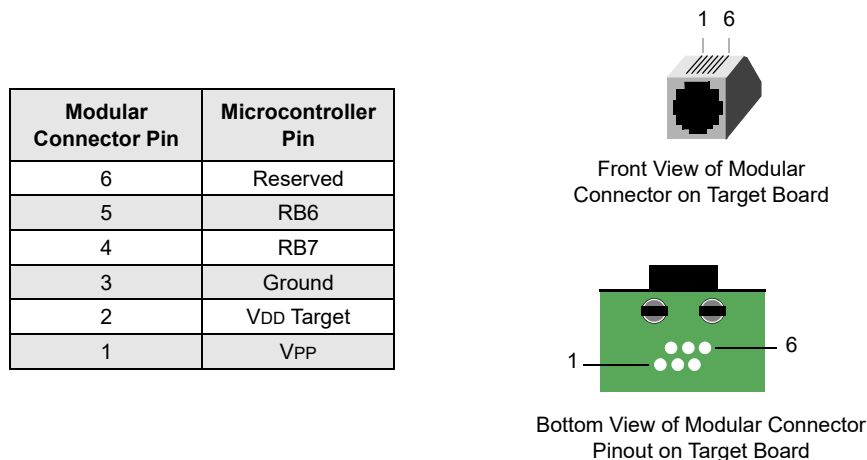 1 6
Modular Connector Pin
Microcontroller Pin
6 Reserved
5 RB6
4 RB7
3 Ground
2 VDD Target
1 VPP
Front View of Modular
Connector on Target Board
6
1
Bottom View of Modular Connector
Pinout on Target Board